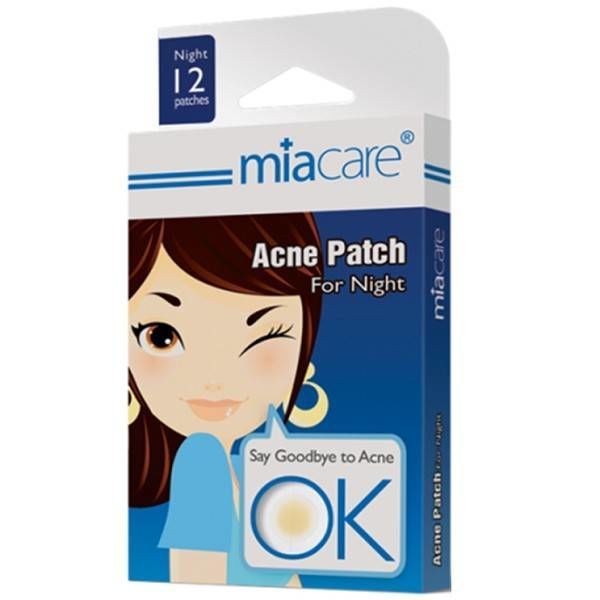 Night
12
patches
miacare®
Acne Patch
For Night
Say Goodbye to Acne
OK
miacare
Acne Patch For Night